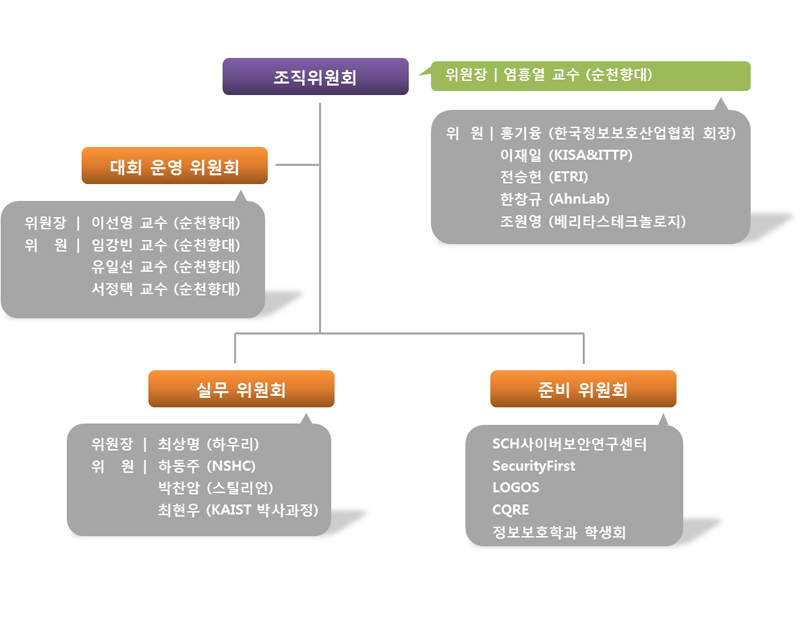 조직위원회
위원장 | 염흥열 교수 (순천향대)
위 원 | 홍기융 (한국정보보호산업협회 회장)
이재일 (KISA&ITTP)
전승헌 (ETRI)
한창규 (AhnLab)
조원영 (베리타스테크놀로지)
대회 운영 위원회
위원장 | 이선영 교수 (순천향대)
위 원 | 임강빈 교수 (순천향대)
유일선 교수 (순천향대)
서정택 교수 (순천향대)
실무 위원회
위원장 | 최상명 (하우리)
위 원 | 하동주 (NSHC)
박찬암 (스틸리언)
최현우 (KAIST 박사과정)
준비 위원회
SCH사이버보안연구센터
SecurityFirst
LOGOS
CQRE
정보보호학과 학생회